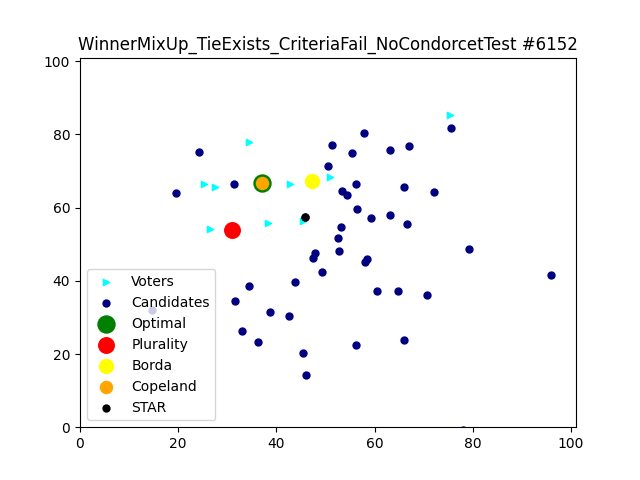 WinnerMixUp_TieExists_CriteriaFail_NoCondorcetTest #6152
100
80
60
40
20
0
Voters
Candidates
Optimal
Plurality
Borda
Copeland
STAR
0 20 40 60 80 100